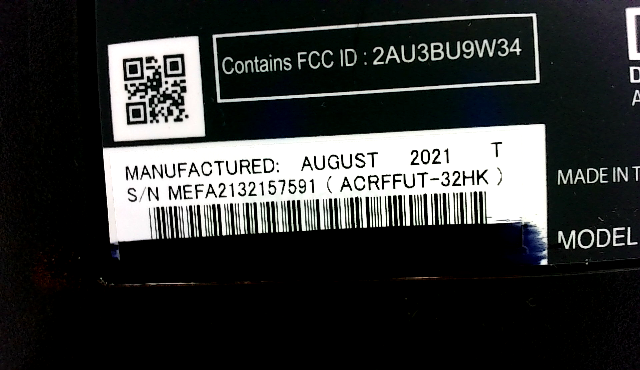 Contains FCC ID : 2AU3BU9W34
MANUFACTURED: AUGUST 2021 T
S/N MEFA2132157591 ( ACRFFUT-32HK )
MADE IN T
MODEL